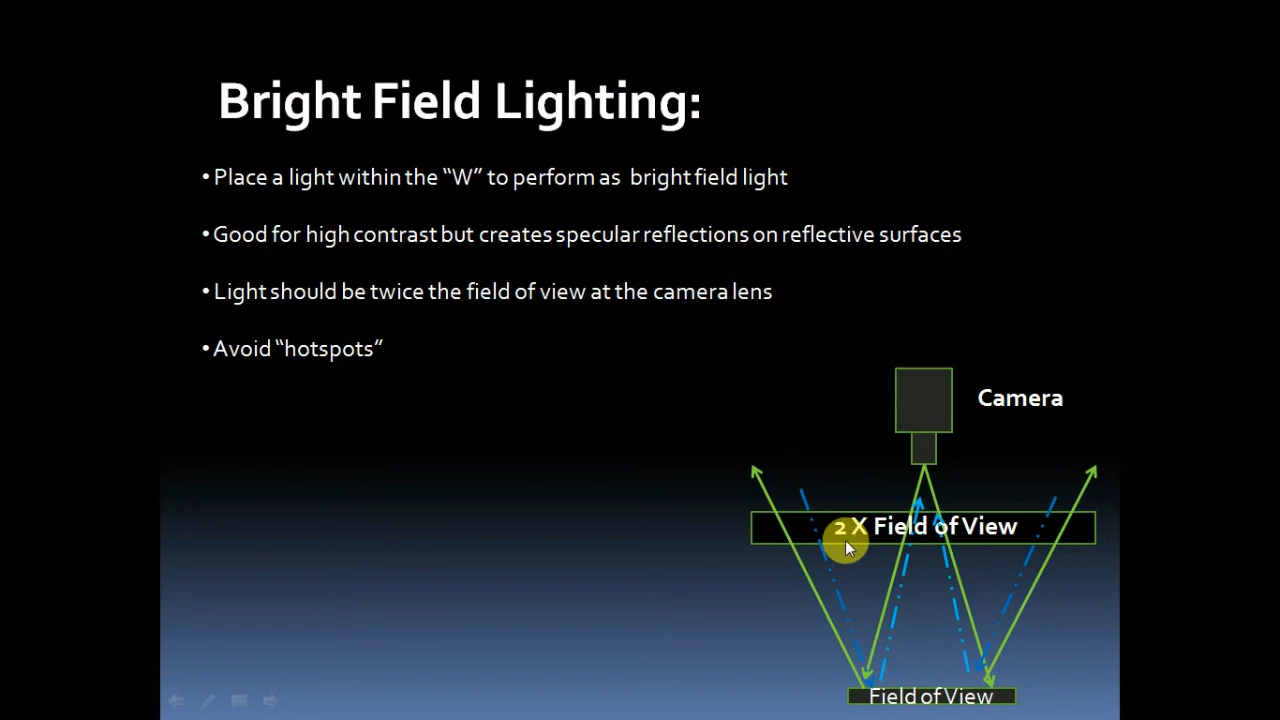 Bright Field Lighting:
• Place a light within the “W” to perform as bright field light
• Good for high contrast but creates specular reflections on reflective surfaces
• Light should be twice the field of view at the camera lens
• Avoid “hotspots”
Camera
2 X Field of View
Field of View